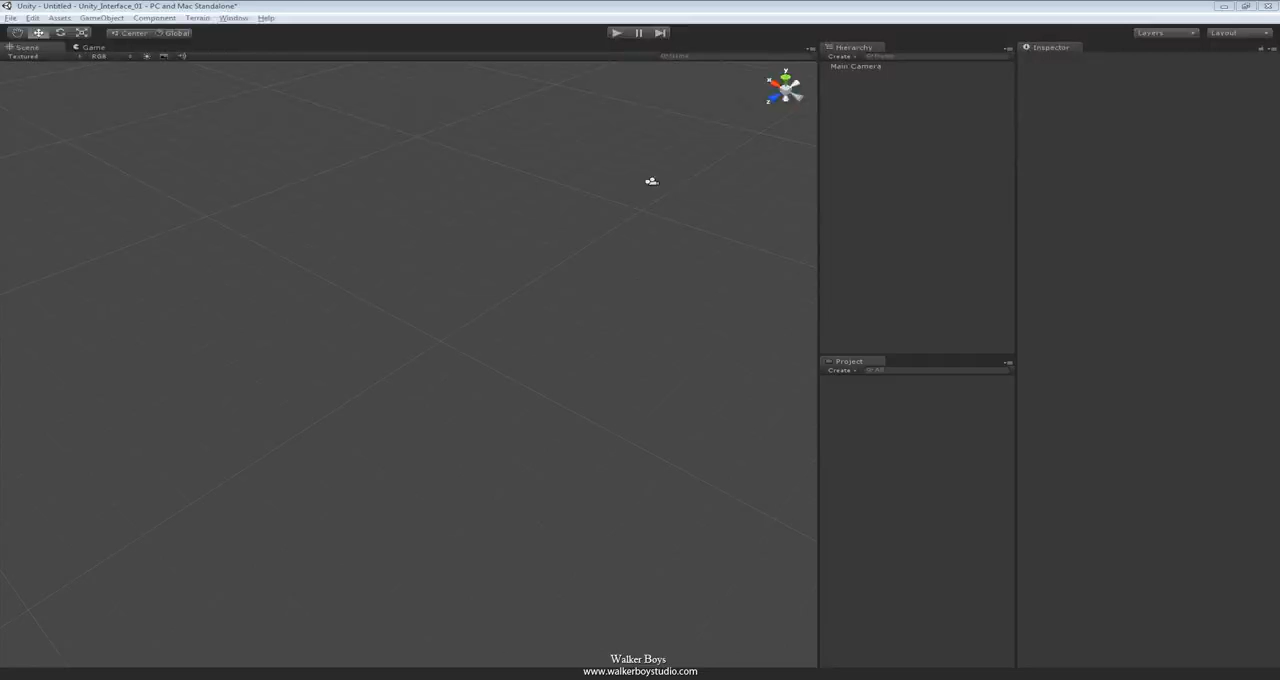 Unity - Untitled - Unity_Interface_01 - PC and Mac Standalone*
File Edit Assets GameObject Component Terrain Window Help
Center Global
Layers Layout
Scene Game
Textured RGB
y
x
z
Hierarchy
Create
Main Camera
Project
Create All
Inspector
Walker Boys
www.walkerboystudio.com